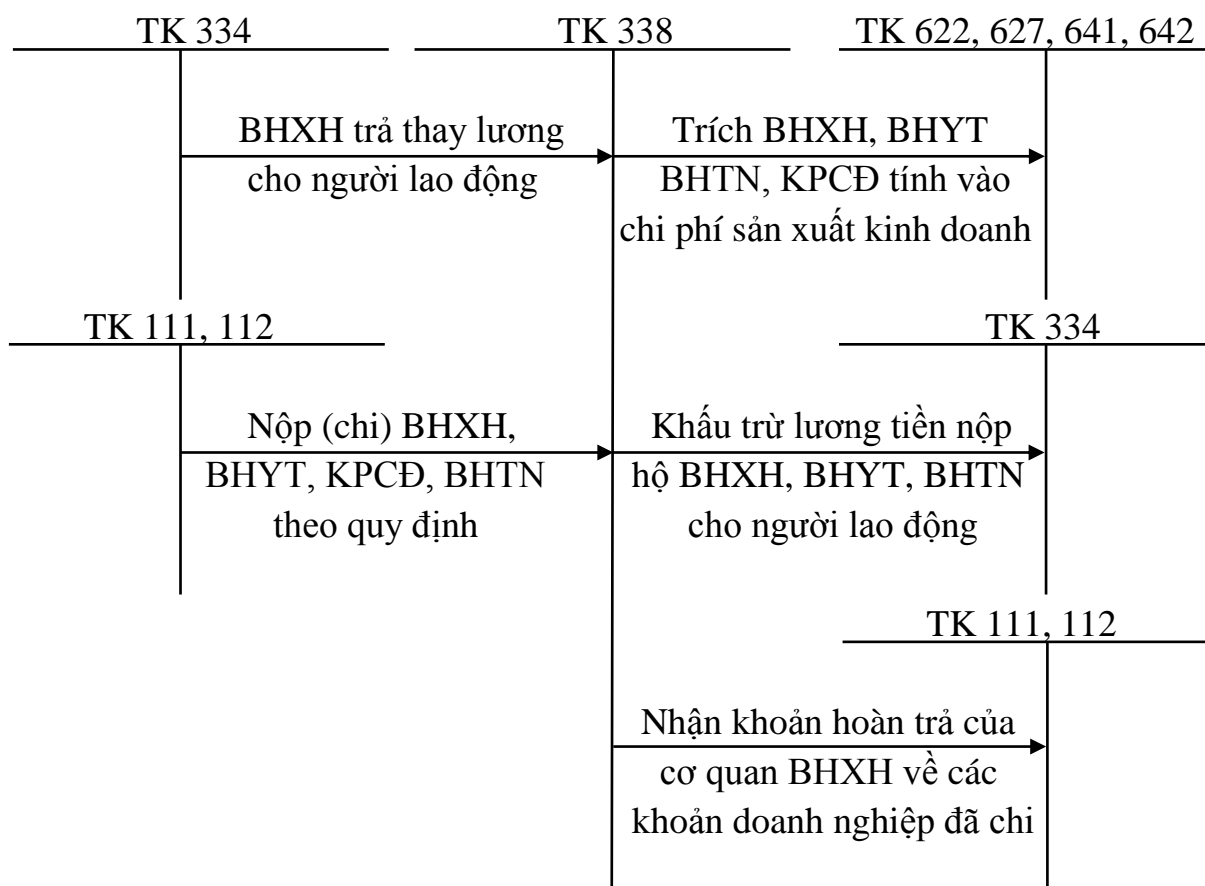 TK 334
TK 338
TK 622, 627, 641, 642
BHXH trả thay lương
cho người lao động
Trích BHXH, BHYT
BHTN, KPCĐ tính vào
chi phí sản xuất kinh doanh
TK 111, 112
TK 334
Nộp (chi) BHXH,
BHYT, KPCĐ, BHTN
theo quy định
Khấu trừ lương tiền nộp
hộ BHXH, BHYT, BHTN
cho người lao động
TK 111, 112
Nhận khoản hoàn trả của
cơ quan BHXH về các
khoản doanh nghiệp đã chi